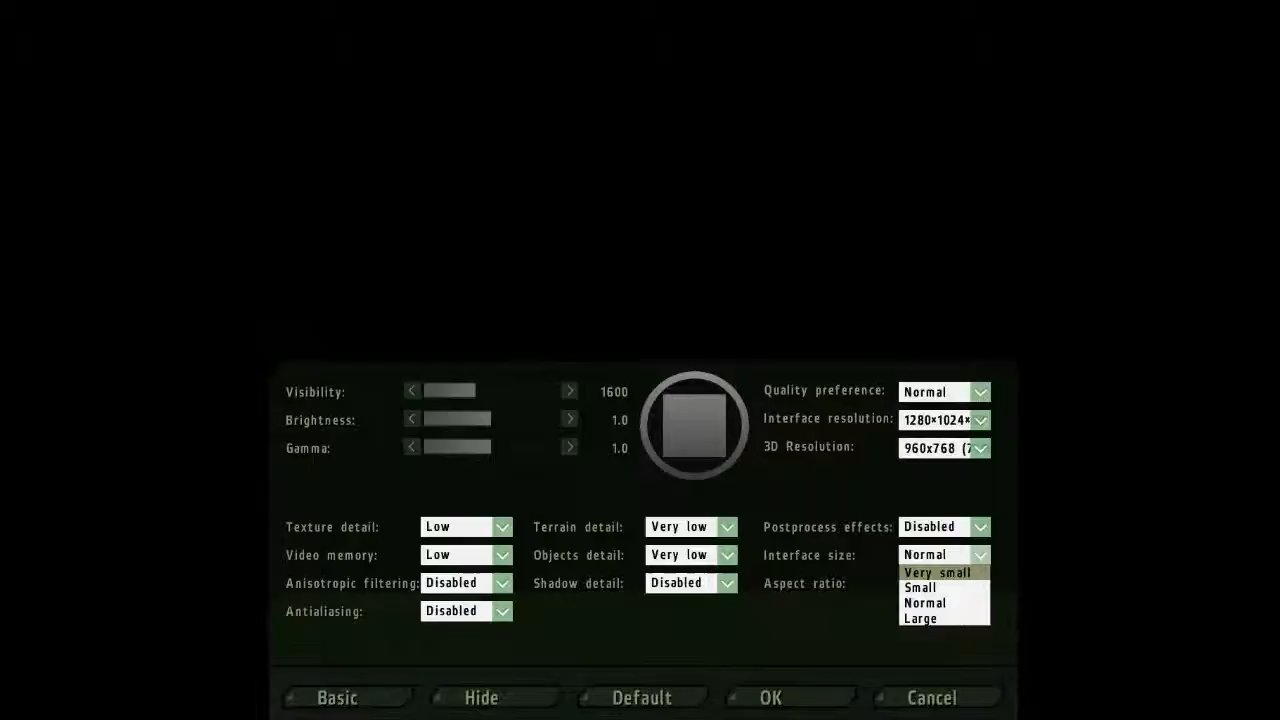 Visibility: 1600 Quality preference: Normal
Brightness: 1.0 Interface resolution: 1280×1024×
Gamma: 1.0 3D Resolution: 960x768 (7
Texture detail: Low Terrain detail: Very low Postprocess effects: Disabled
Video memory: Low Objects detail: Very low Interface size: Normal
Very small
Anisotropic filtering: Disabled Shadow detail: Disabled Aspect ratio: Small
Normal
Antialiasing: Disabled Large
Basic Hide Default OK Cancel